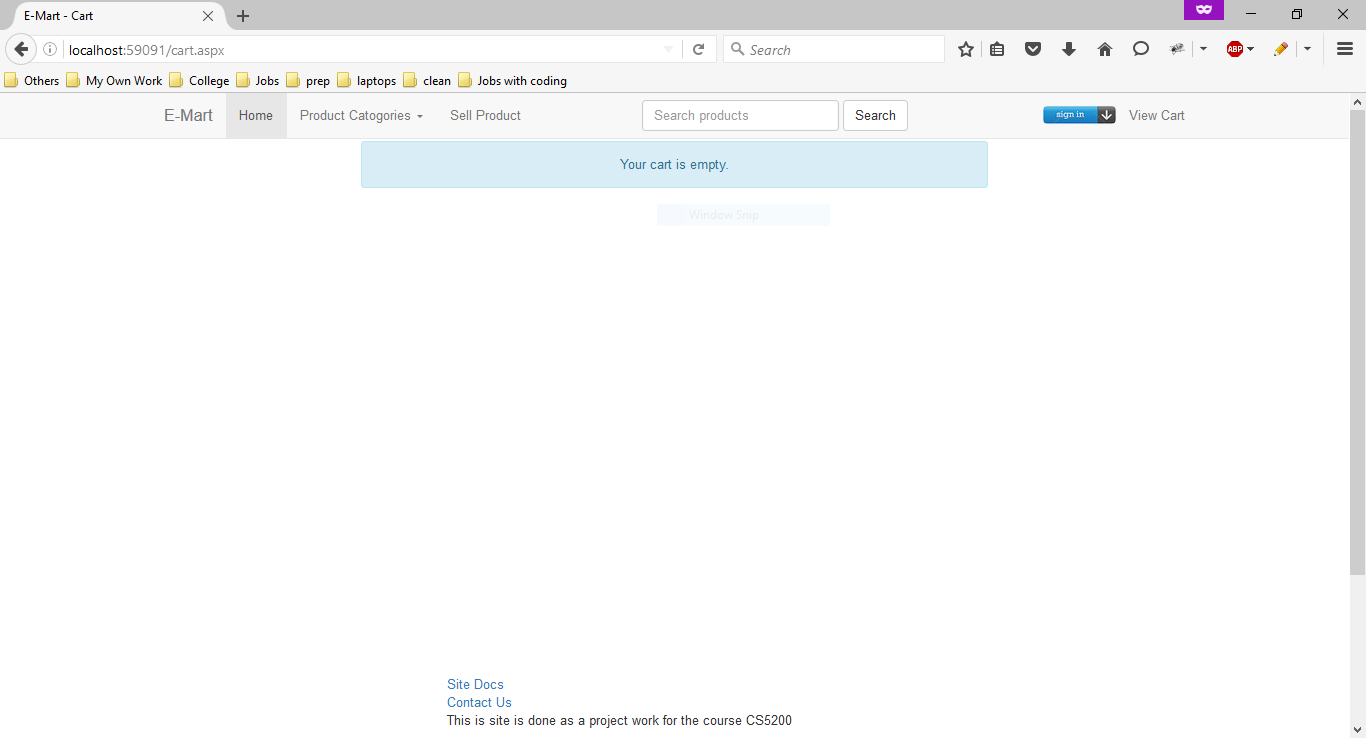 E-Mart - Cart
localhost:59091/cart.aspx
Search
ABP
Others My Own Work College Jobs prep laptops clean Jobs with coding
E-Mart Home Product Catogories Sell Product Search products Search sign in View Cart
Your cart is empty.
Window Snip
Site Docs
Contact Us
This is site is done as a project work for the course CS5200